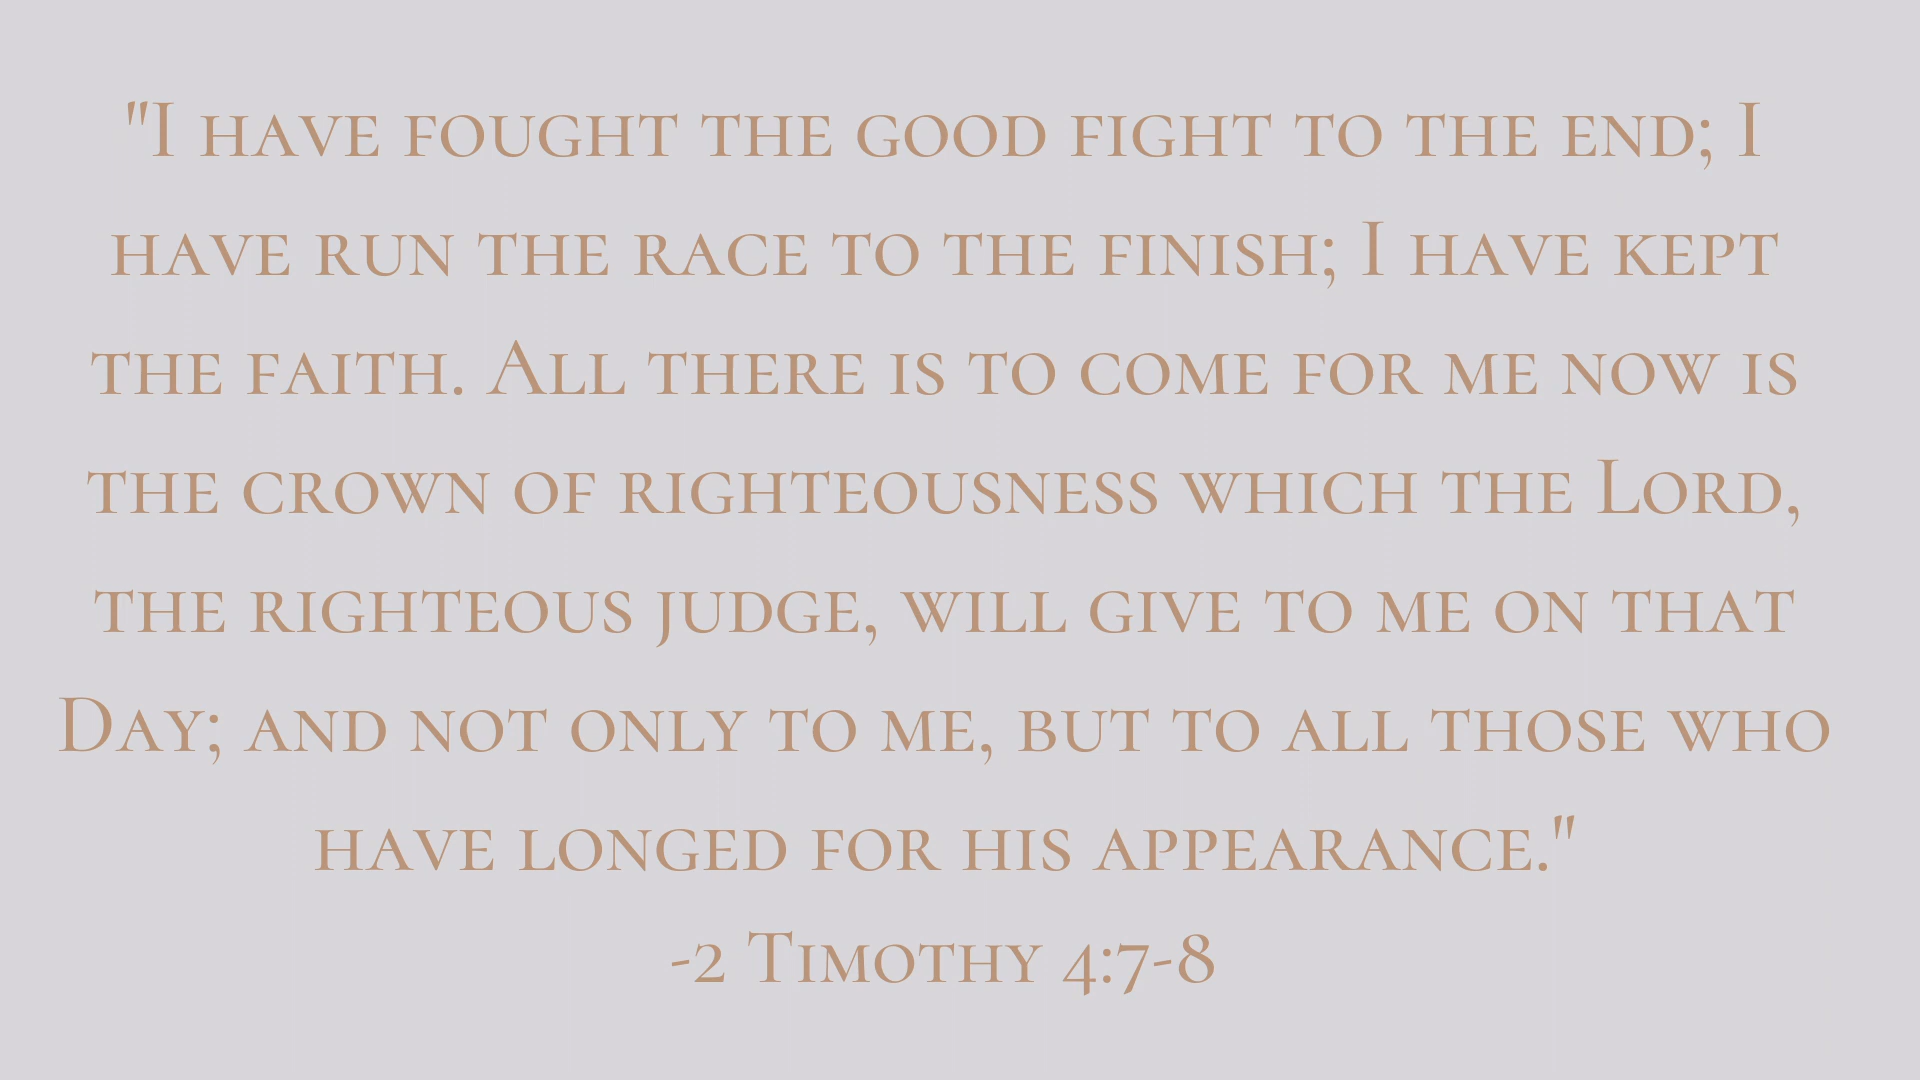 "I have fought the good fight to the end; I
have run the race to the finish; I have kept
the faith. All there is to come for me now is
the crown of righteousness which the Lord,
the righteous judge, will give to me on that
Day; and not only to me, but to all those who
have longed for his appearance."
-2 Timothy 4:7-8